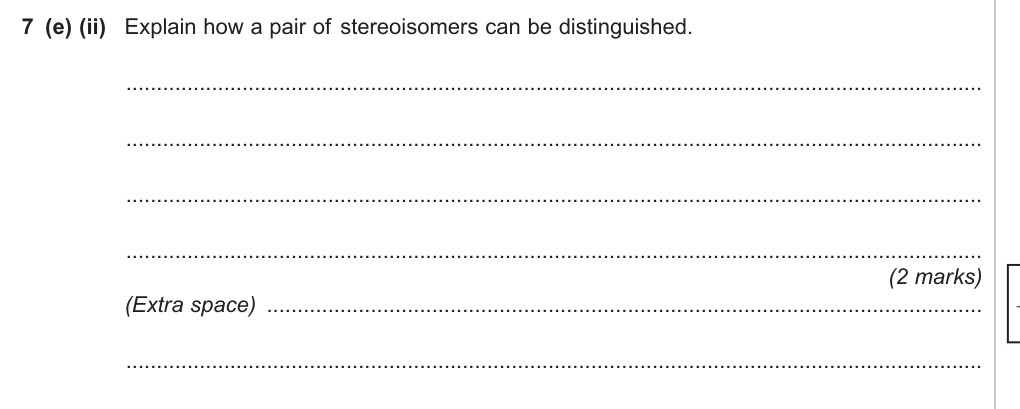 7 (e) (ii) Explain how a pair of stereoisomers can be distinguished.
(2 marks)
(Extra space)